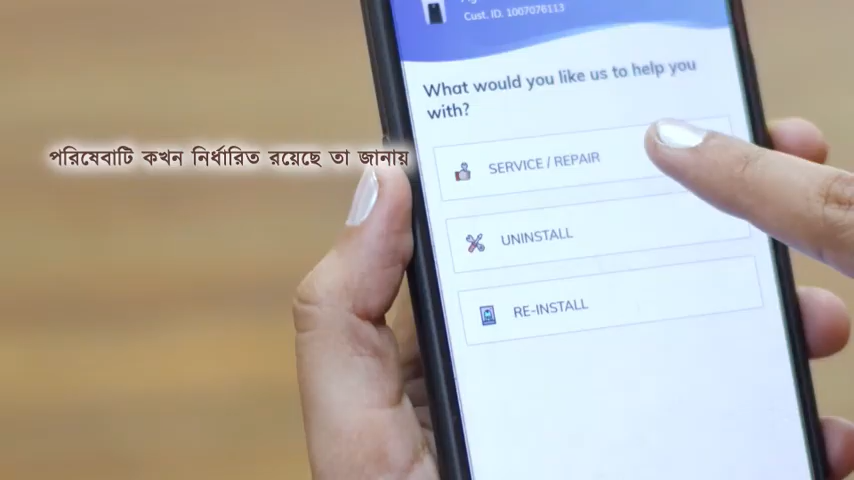 Cust. ID. 1007076113
What would you like us to help you
with?
পরিষেবাটি কখন নির্ধারিত রয়েছে তা জানায়
SERVICE / REPAIR
UNINSTALL
RE-INSTALL